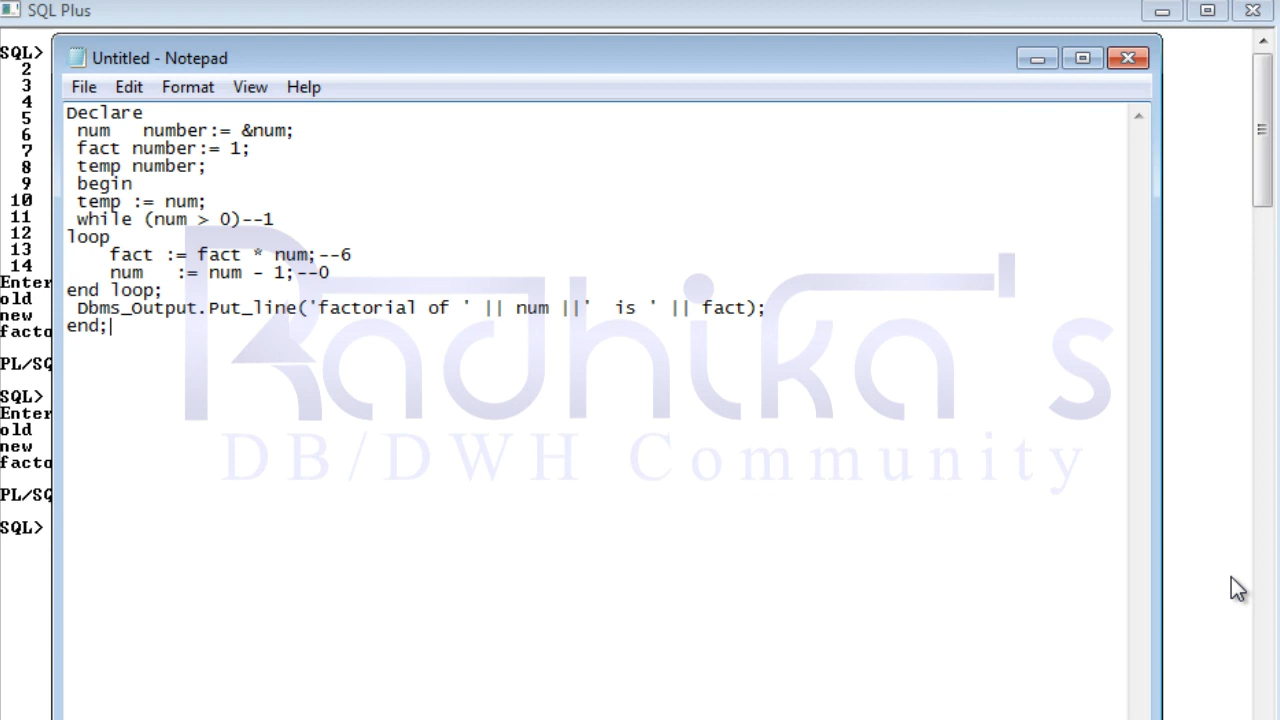 SQL Plus
SQL>
2
3
4
5
6
7
8
9
10
11
12
13
14
Enter
old
new
facto
PL/SQ
SQL>
Enter
old
new
facto
PL/SQ
SQL>
Untitled - Notepad
File Edit Format View Help
Declare
num number:= &num;
fact number:= 1;
temp number;
begin
temp := num;
while (num > 0)--1
loop
fact := fact * num;--6
num := num - 1;--0
end loop;
Dbms_Output.Put_line('factorial of ' || num ||' is ' || fact);
end;
Radhika's
DB/DWH Community